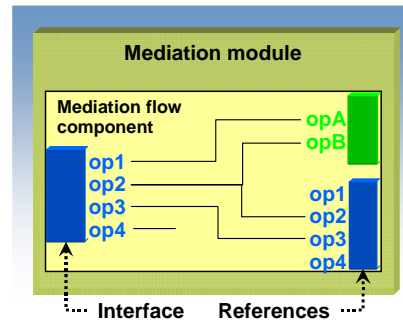 Mediation module
Mediation flow
component
opA
opB
op1
op2
op3
op4
op1
op2
op3
op4
Interface
References